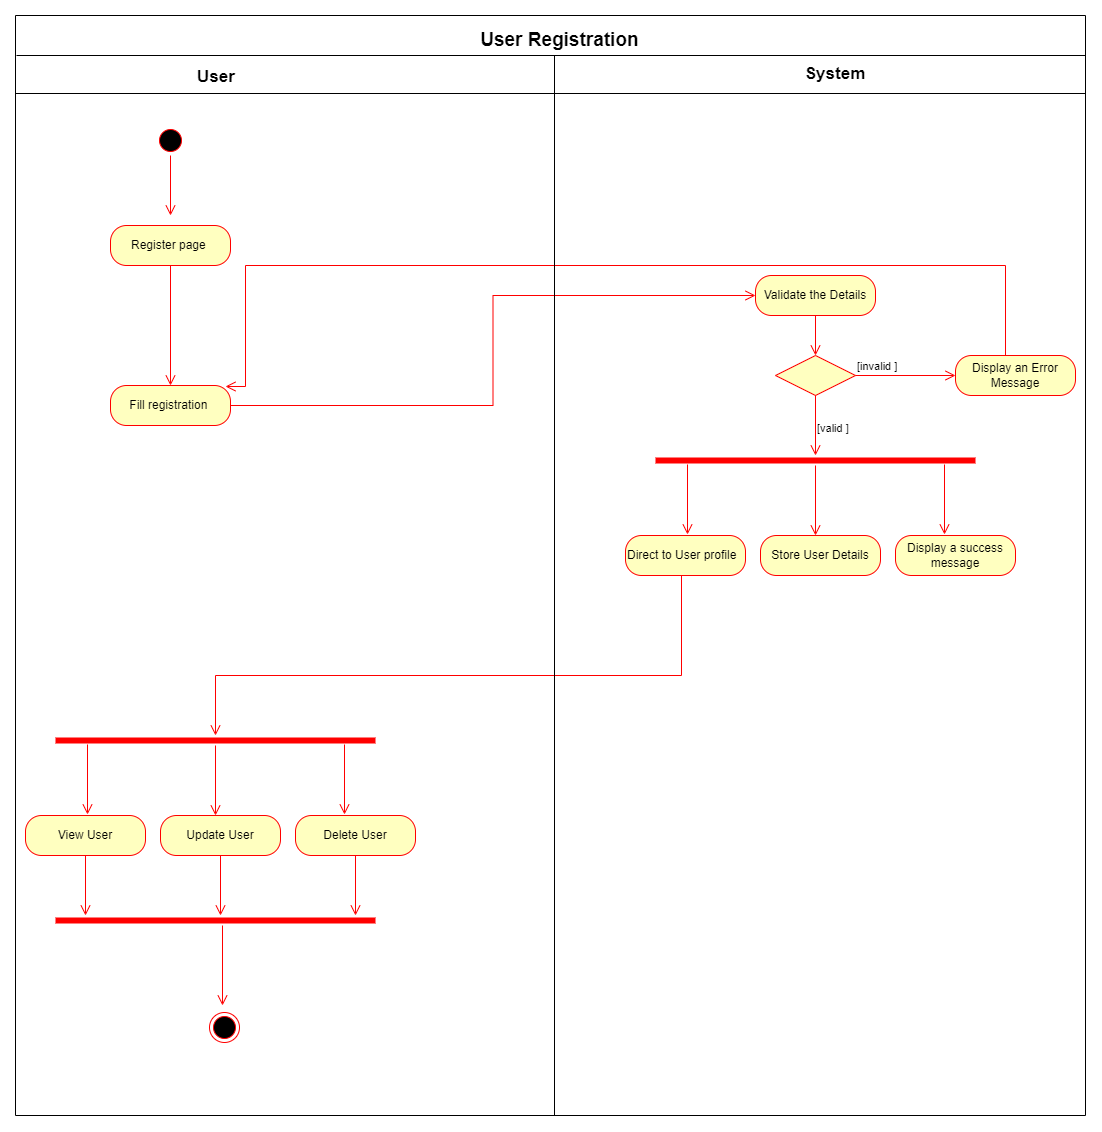 User Registration
User
System
Register page
Validate the Details
[invalid ]
Display an Error
Message
Fill registration
[valid ]
Direct to User profile
Store User Details
Display a success
message
View User
Update User
Delete User